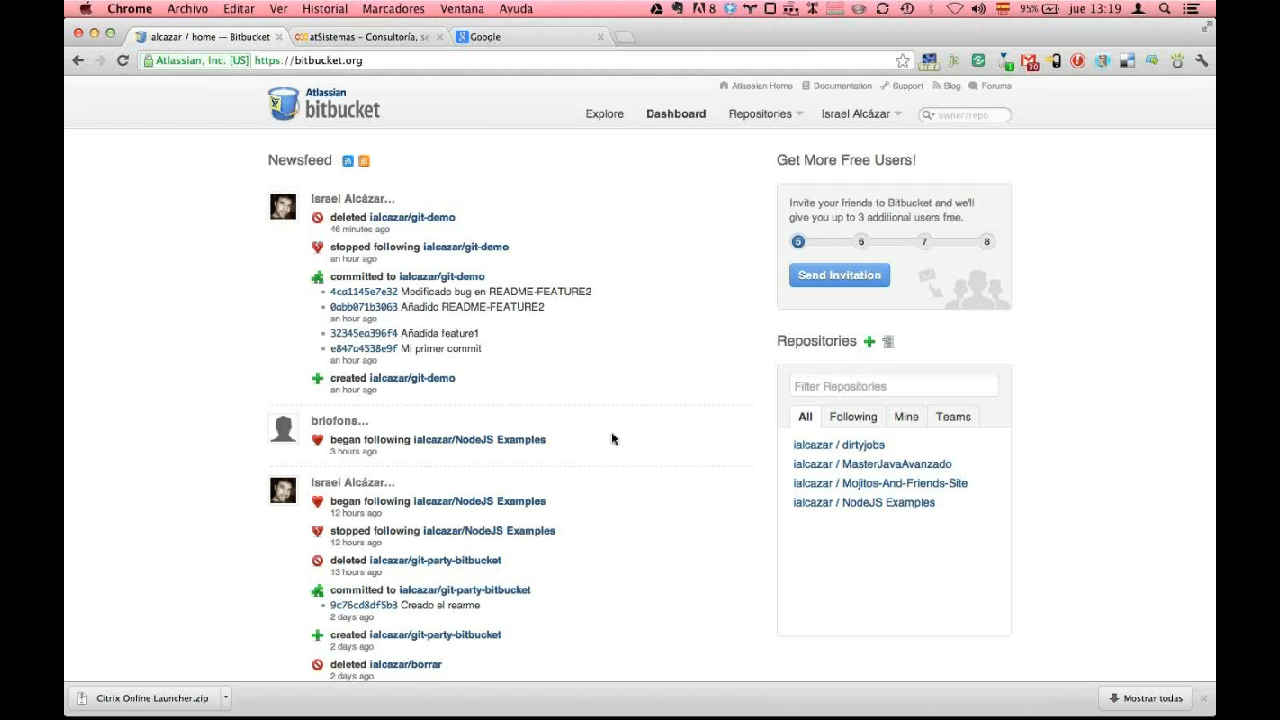 Chrome Archivo Editar Ver Historial Marcadores Ventana Ayuda 8 95% jue 13:19
alcazar / home — Bitbucket atSistemas – Consultoría, se Google
Atlassian, Inc. [US] https://bitbucket.org
Atlassian Home Documentation Support Blog Forums
Atlassian
bitbucket
Explore Dashboard Repositories Israel Alcázar owner/repo
Newsfeed
Israel Alcázar...
deleted ialcazar/git-demo
46 minutes ago
stopped following ialcazar/git-demo
an hour ago
committed to ialcazar/git-demo
4ca1145e7e32 Modificado bug en README-FEATURE2
0abb071b3063 Añadido README-FEATURE2
an hour ago
32345ea396f4 Añadida feature1
e847a4538e9f Mi primer commit
an hour ago
created ialcazar/git-demo
an hour ago
briofons...
began following ialcazar/NodeJS Examples
3 hours ago
Israel Alcázar...
began following ialcazar/NodeJS Examples
12 hours ago
stopped following ialcazar/NodeJS Examples
12 hours ago
deleted ialcazar/git-party-bitbucket
13 hours ago
committed to ialcazar/git-party-bitbucket
9c76cd8df5b3 Creado el rearme
2 days ago
created ialcazar/git-party-bitbucket
2 days ago
deleted ialcazar/borrar
2 days ago
Get More Free Users!
Invite your friends to Bitbucket and we'll
give you up to 3 additional users free.
5 6 7 8
Send Invitation
Repositories
Filter Repositories
All Following Mine Teams
ialcazar / dirtyjobs
ialcazar / MasterJavaAvanzado
ialcazar / Mojitos-And-Friends-Site
ialcazar / NodeJS Examples
Citrix Online Launcher.zip Mostrar todas